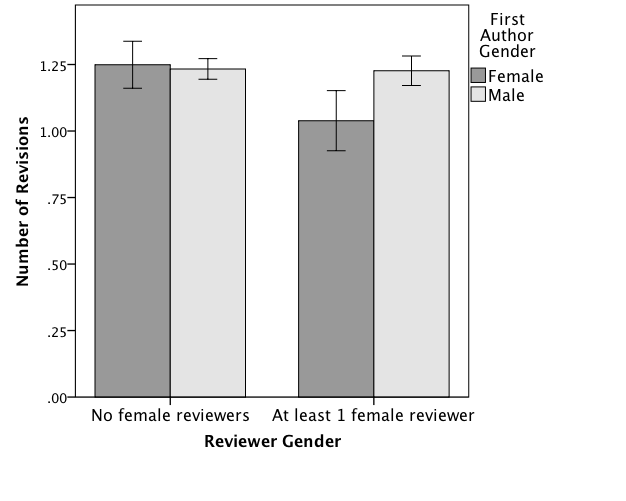 First
Author
Gender
Female
Male
Number of Revisions
1.25
1.00
.75
.50
.25
.00
No female reviewers
At least 1 female reviewer
Reviewer Gender